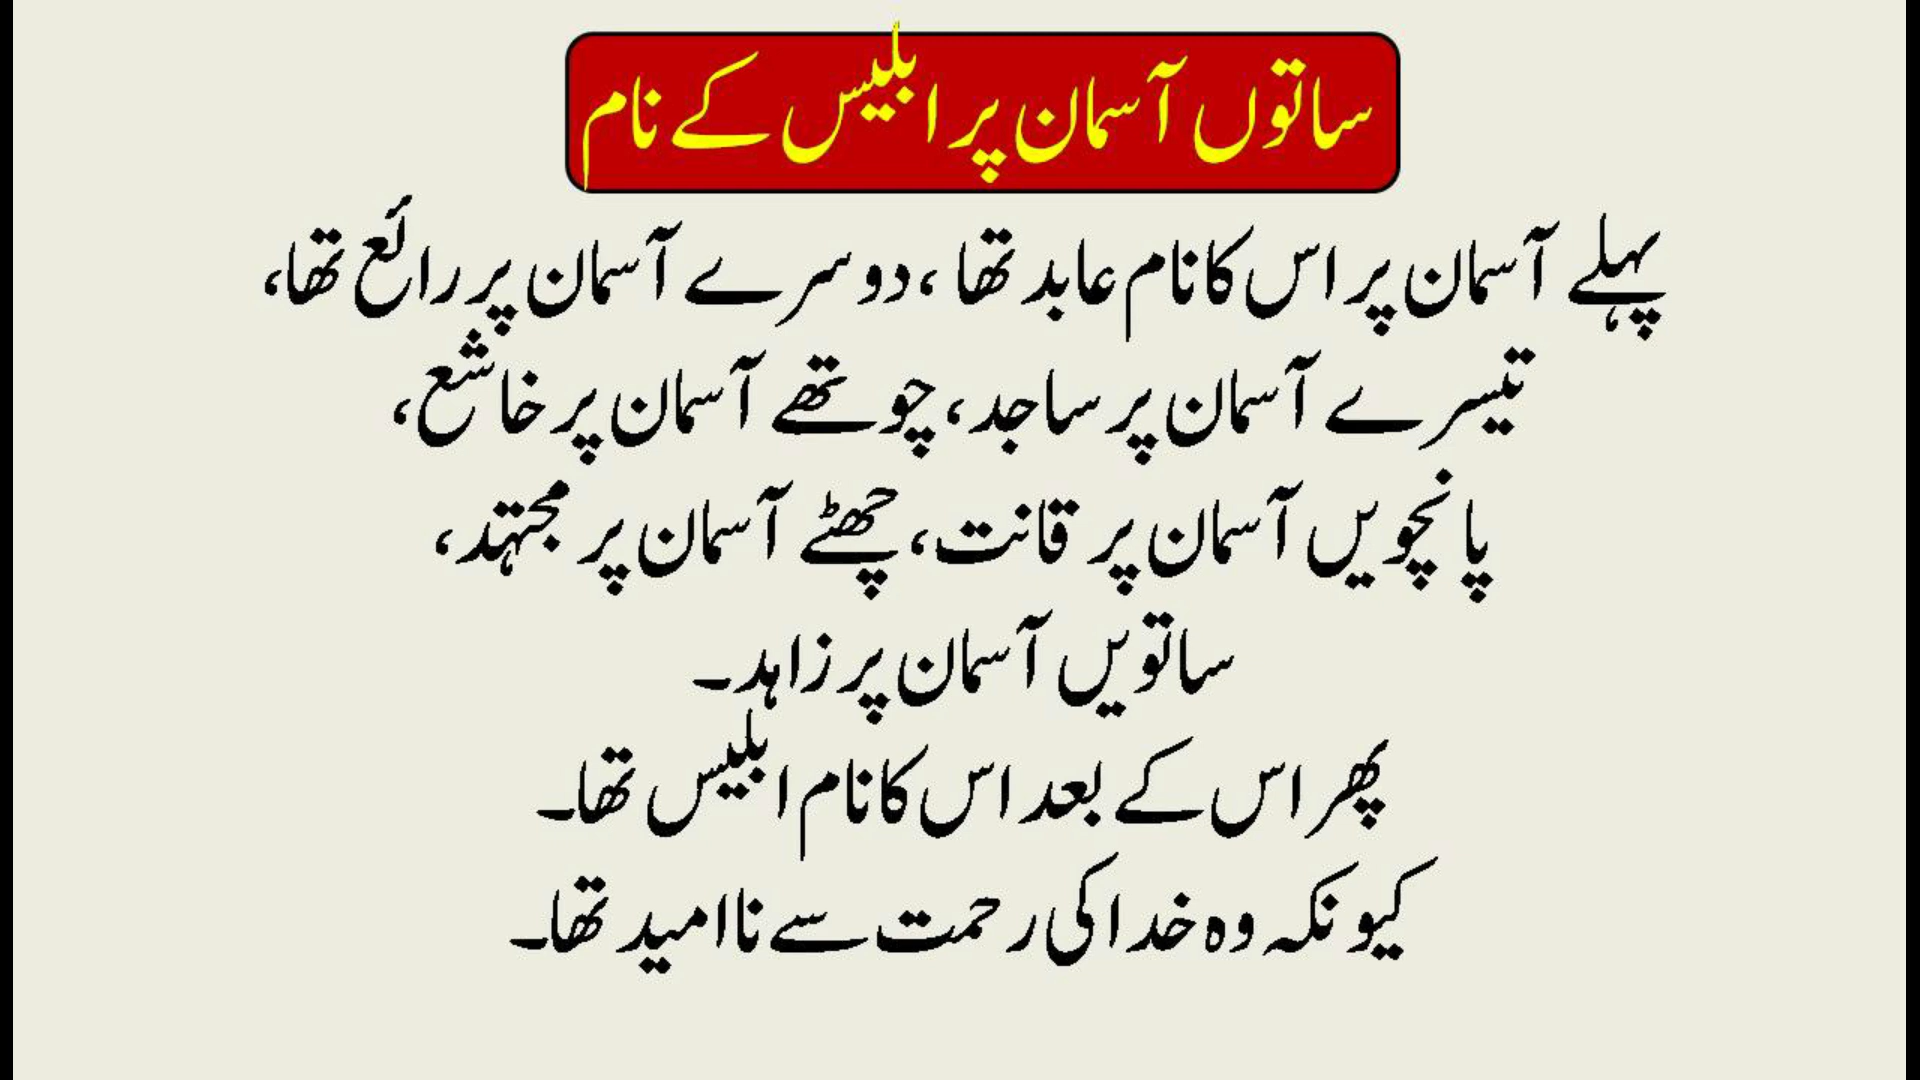 ساتوں آسمان پر ابلیس کے نام
پہلے آسمان پر اس کا نام عابد تھا ،دوسرے آسمان پر رائع تھا،
تیسرے آسمان پر ساجد، چوتھے آسمان پر خاشع،
پانچویں آسمان پر قانت، چھٹے آسمان پر مجتہد،
ساتویں آسمان پر زاہد۔
پھر اس کے بعد اس کا نام ابلیس تھا۔
کیونکہ وہ خدا کی رحمت سے ناامید تھا۔